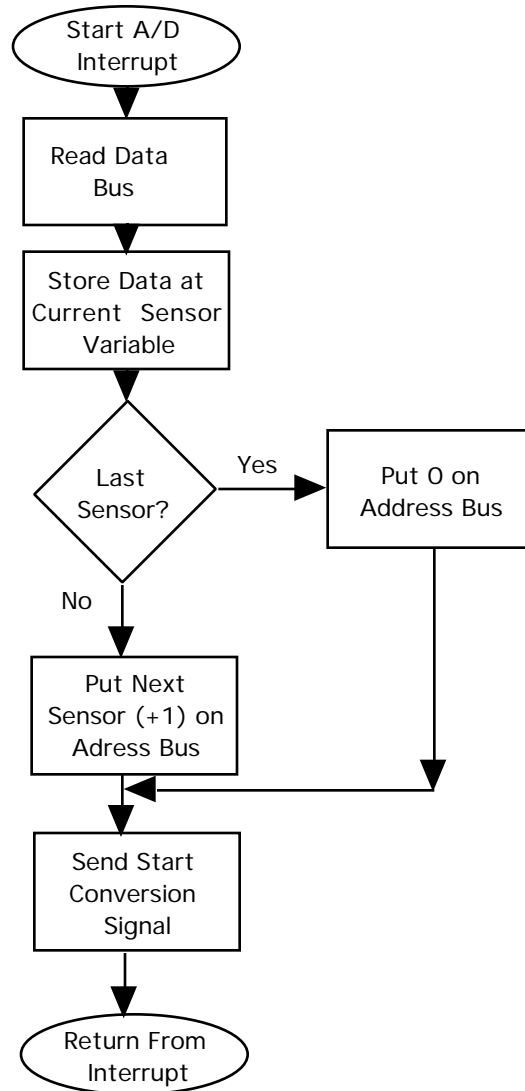 Start A/D
Interrupt
Read Data
Bus
Store Data at
Current Sensor
Variable
Last
Sensor?
Yes
Put 0 on
Address Bus
No
Put Next
Sensor (+1) on
Adress Bus
Send Start
Conversion
Signal
Return From
Interrupt